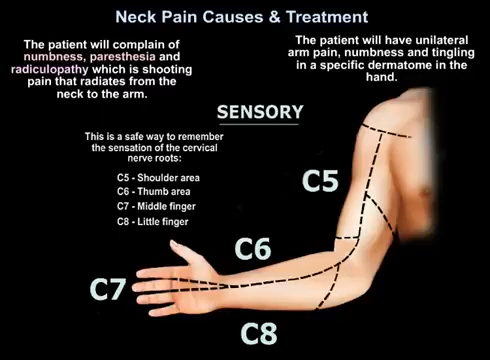 Neck Pain Causes & Treatment
The patient will complain of
numbness, paresthesia and
radiculopathy which is shooting
pain that radiates from the
neck to the arm.
The patient will have unilateral
arm pain, numbness and tingling
in a specific dermatome in the
hand.
SENSORY
This is a safe way to remember
the sensation of the cervical
nerve roots:
C5 - Shoulder area
C6 - Thumb area
C7 - Middle finger
C8 - Little finger
C5
C6
C7
C8